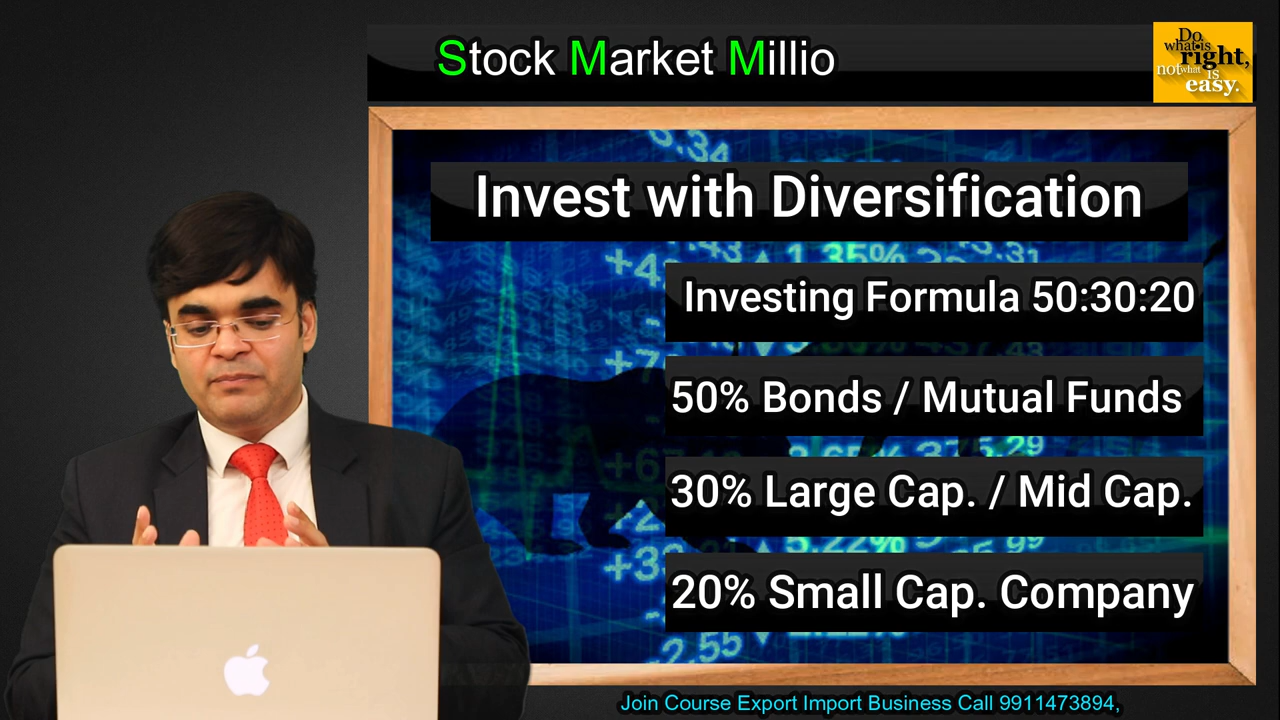 Stock Market Millio
Do
what is
right,
not what is
easy.
Invest with Diversification
Investing Formula 50:30:20
50% Bonds / Mutual Funds
30% Large Cap. / Mid Cap.
20% Small Cap. Company
Join Course Export Import Business Call 9911473894,